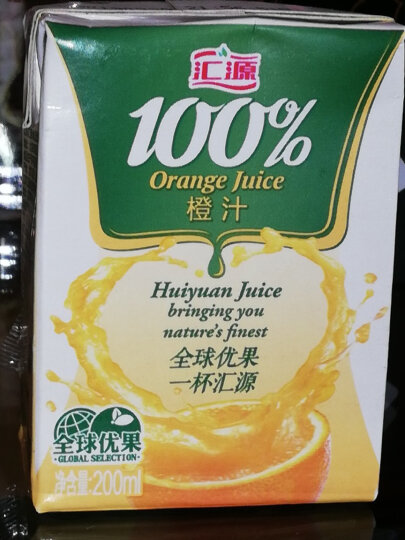 汇源
100%
Orange Juice
橙汁
Huiyuan Juice
bringing you
nature's finest
全球优果
一杯汇源
全球优果
·GLOBAL SELECTION·
净含量:200ml